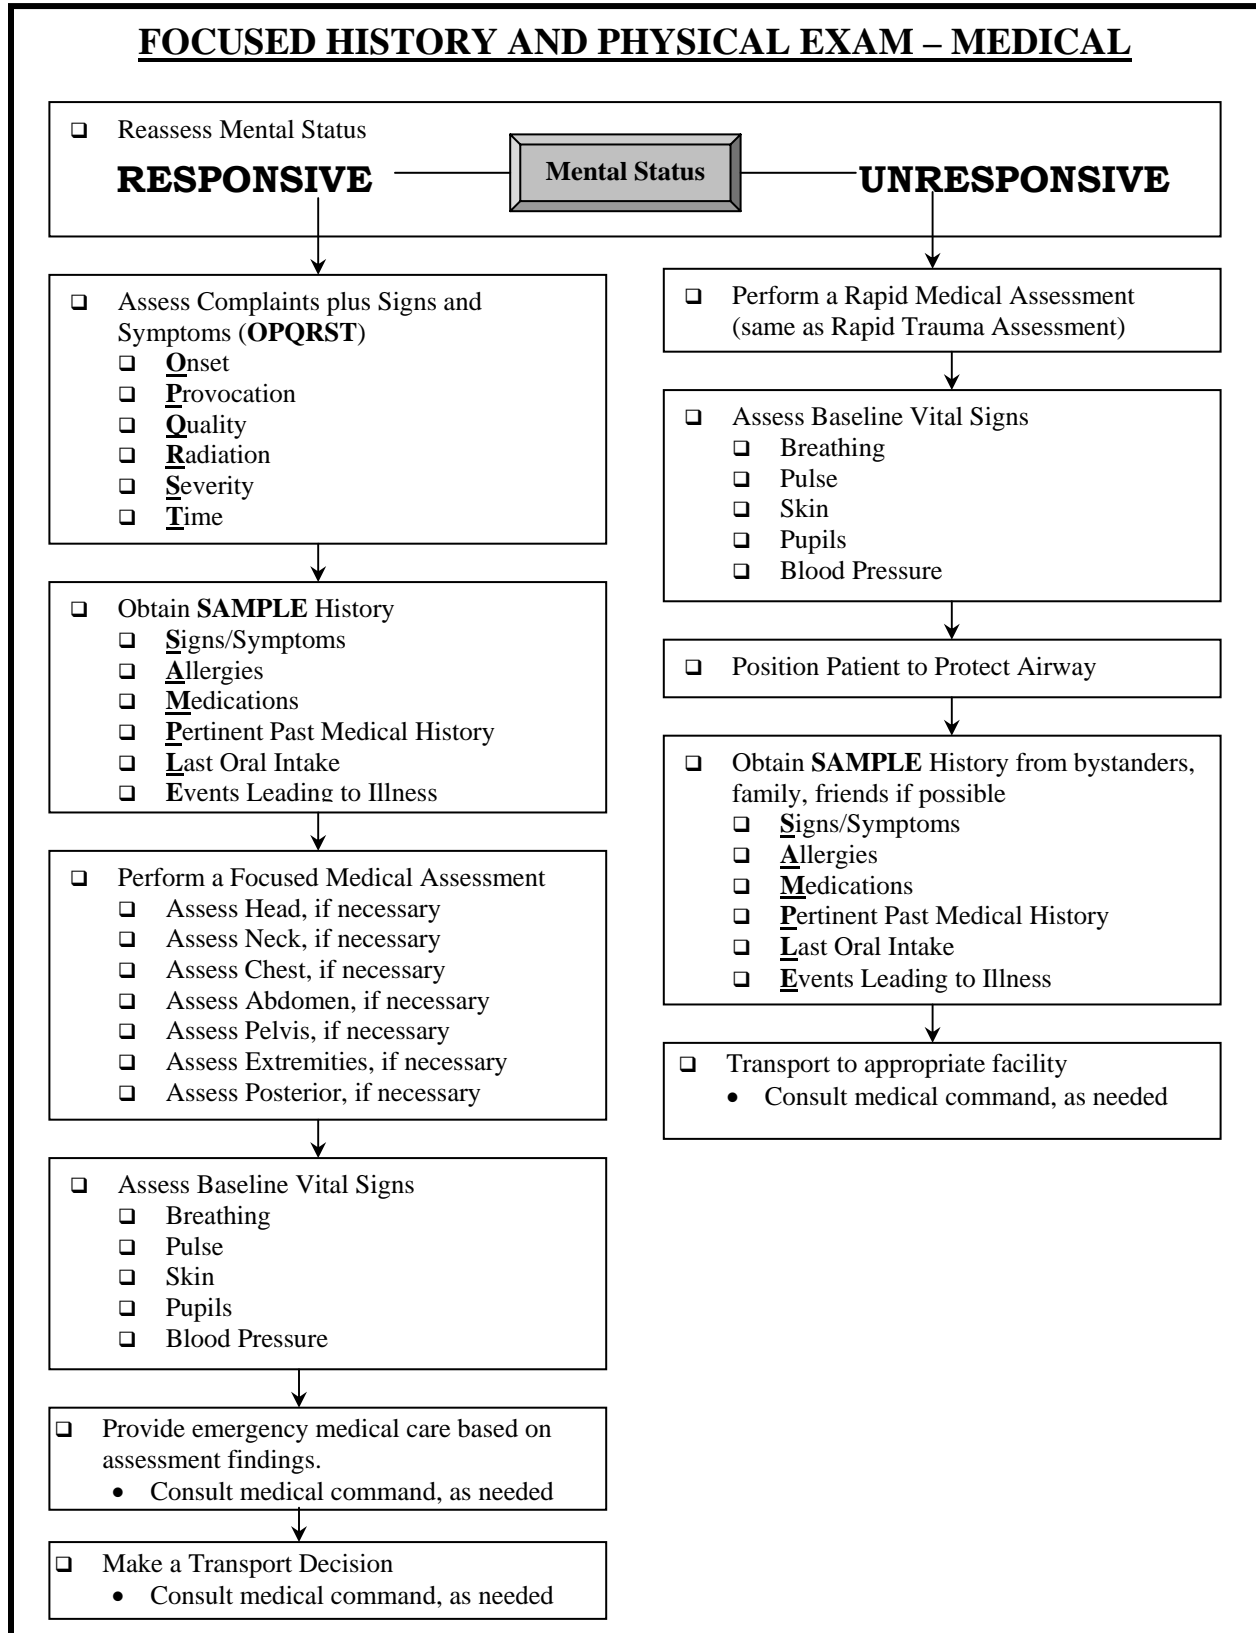 FOCUSED HISTORY AND PHYSICAL EXAM – MEDICAL
❑ Reassess Mental Status
RESPONSIVE
Mental Status
UNRESPONSIVE
❑ Assess Complaints plus Signs and
Symptoms (OPQRST)
❑ Onset
❑ Provocation
❑ Quality
❑ Radiation
❑ Severity
❑ Time
❑ Obtain SAMPLE History
❑ Signs/Symptoms
❑ Allergies
❑ Medications
❑ Pertinent Past Medical History
❑ Last Oral Intake
❑ Events Leading to Illness
❑ Perform a Focused Medical Assessment
❑ Assess Head, if necessary
❑ Assess Neck, if necessary
❑ Assess Chest, if necessary
❑ Assess Abdomen, if necessary
❑ Assess Pelvis, if necessary
❑ Assess Extremities, if necessary
❑ Assess Posterior, if necessary
❑ Assess Baseline Vital Signs
❑ Breathing
❑ Pulse
❑ Skin
❑ Pupils
❑ Blood Pressure
❑ Provide emergency medical care based on
assessment findings.
• Consult medical command, as needed
❑ Make a Transport Decision
• Consult medical command, as needed
❑ Perform a Rapid Medical Assessment
(same as Rapid Trauma Assessment)
❑ Assess Baseline Vital Signs
❑ Breathing
❑ Pulse
❑ Skin
❑ Pupils
❑ Blood Pressure
❑ Position Patient to Protect Airway
❑ Obtain SAMPLE History from bystanders,
family, friends if possible
❑ Signs/Symptoms
❑ Allergies
❑ Medications
❑ Pertinent Past Medical History
❑ Last Oral Intake
❑ Events Leading to Illness
❑ Transport to appropriate facility
• Consult medical command, as needed